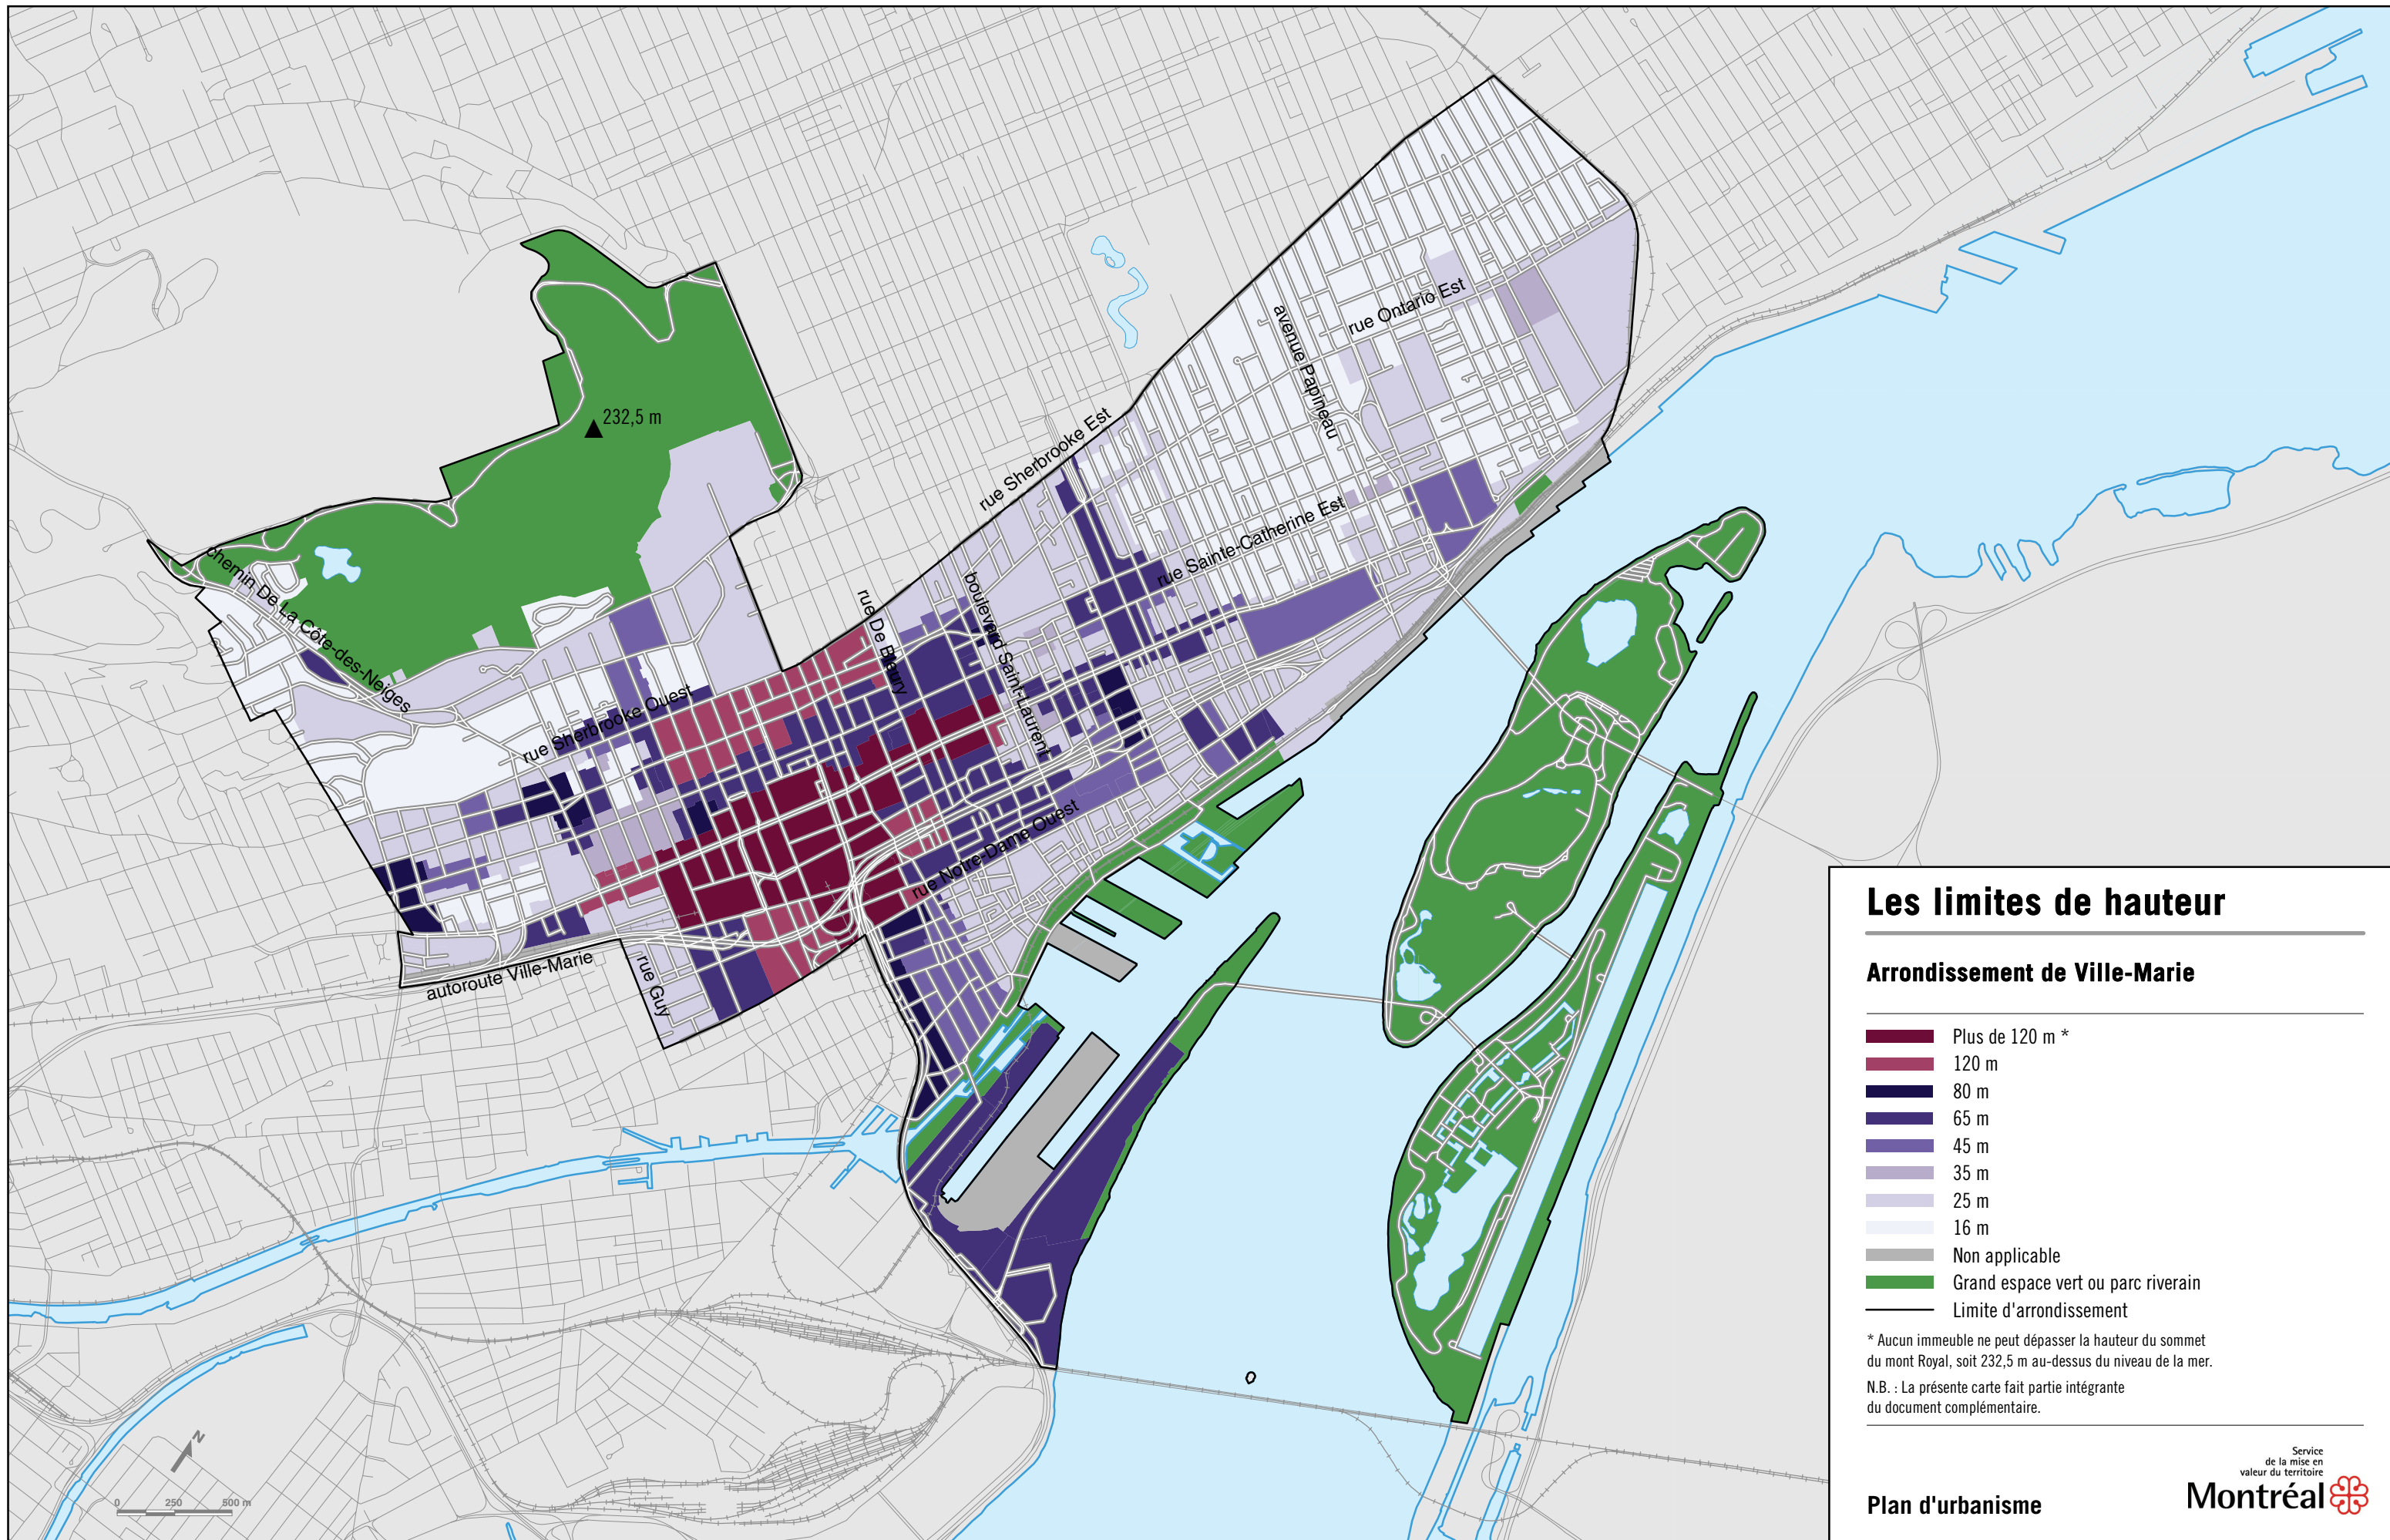 232,5 m
rue Ontario Est
avenue Papineau
rue Sherbrooke Est
rue Sainte-Catherine Est
chemin De La Côte-des-Neiges
rue De Bleury
boulevard Saint-Laurent
rue Sherbrooke Ouest
rue Notre-Dame Ouest
autoroute Ville-Marie
rue Guy
N
0 250 500 m
Les limites de hauteur
Arrondissement de Ville-Marie
Plus de 120 m *
120 m
80 m
65 m
45 m
35 m
25 m
16 m
Non applicable
Grand espace vert ou parc riverain
Limite d'arrondissement
* Aucun immeuble ne peut dépasser la hauteur du sommet
du mont Royal, soit 232,5 m au-dessus du niveau de la mer.
N.B. : La présente carte fait partie intégrante
du document complémentaire.
Service
de la mise en
valeur du territoire
Montréal
Plan d'urbanisme